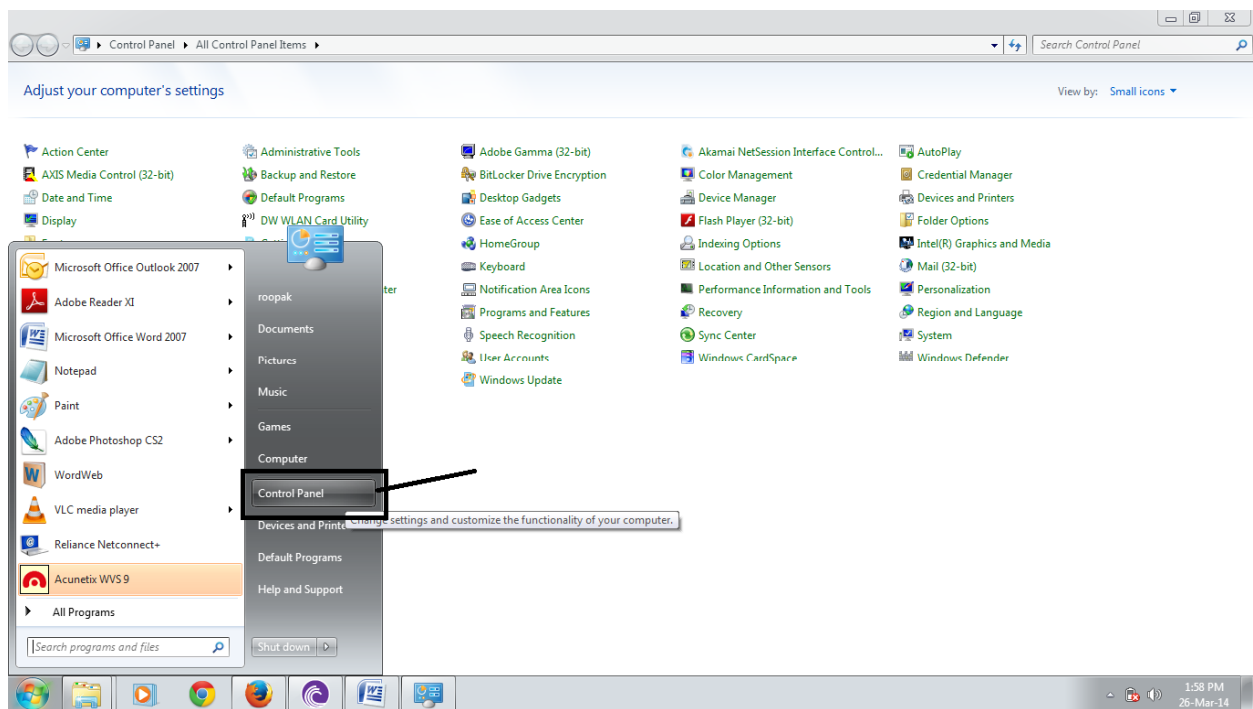 Control Panel ▸ All Control Panel Items ▸
Search Control Panel
Adjust your computer's settings
View by: Small icons
Action Center
Administrative Tools
Adobe Gamma (32-bit)
Akamai NetSession Interface Control...
AutoPlay
AXIS Media Control (32-bit)
Backup and Restore
BitLocker Drive Encryption
Color Management
Credential Manager
Date and Time
Default Programs
Desktop Gadgets
Device Manager
Devices and Printers
Display
DW WLAN Card Utility
Ease of Access Center
Flash Player (32-bit)
Folder Options
HomeGroup
Indexing Options
Intel(R) Graphics and Media
Keyboard
Location and Other Sensors
Mail (32-bit)
ter
Notification Area Icons
Performance Information and Tools
Personalization
Programs and Features
Recovery
Region and Language
Speech Recognition
Sync Center
System
User Accounts
Windows CardSpace
Windows Defender
Windows Update
Microsoft Office Outlook 2007
Adobe Reader XI
Microsoft Office Word 2007
Notepad
Paint
Adobe Photoshop CS2
WordWeb
VLC media player
Reliance Netconnect+
Acunetix WVS 9
All Programs
Search programs and files
roopak
Documents
Pictures
Music
Games
Computer
Control Panel
Change settings and customize the functionality of your computer.
Devices and Printe
Default Programs
Help and Support
Shut down
1:58 PM
26-Mar-14